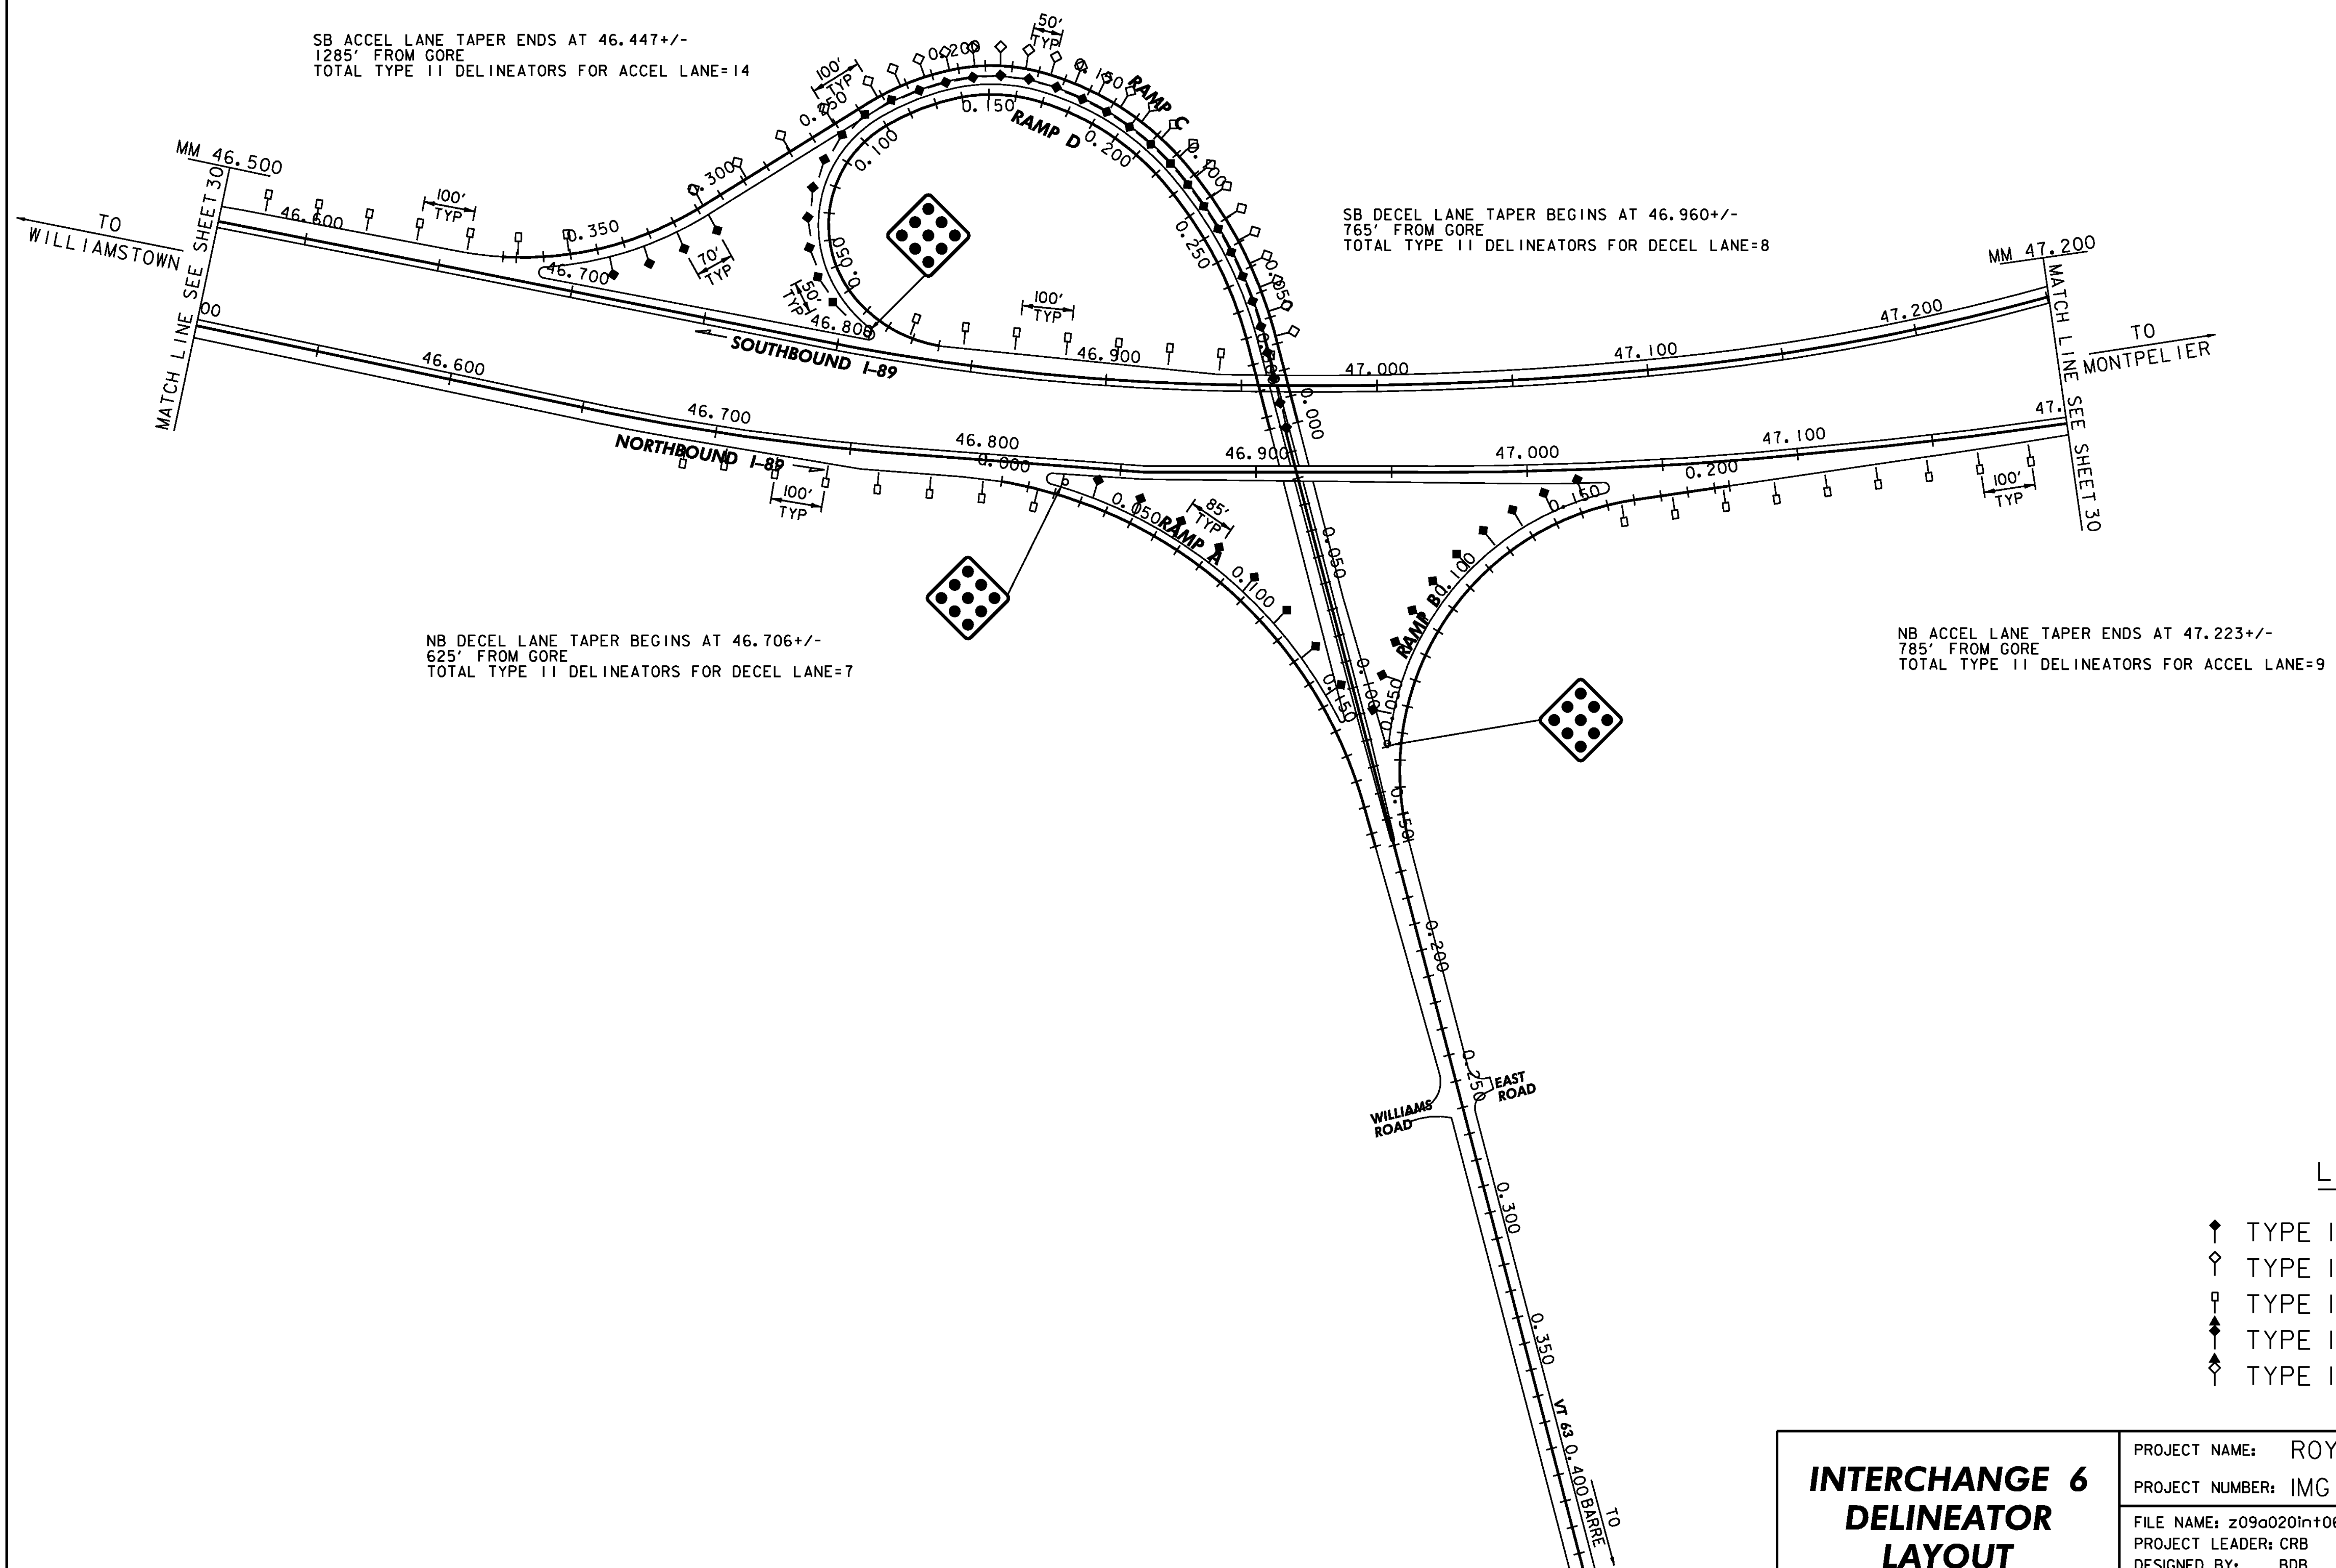 SB ACCEL LANE TAPER ENDS AT 46.447+/-
1285' FROM GORE
TOTAL TYPE II DELINEATORS FOR ACCEL LANE=14
50'
TYP
100'
TYP
0.200
0.150
RAMP C
0.250
0.150
RAMP D
0.100
0.200
0.100
MM 46.500
0.300
TO
WILLIAMSTOWN
MATCH LINE SEE SHEET 30
100'
TYP
46.600
0.350
46.700
70'
TYP
0.050
50'
TYP
46.800
0.250
0.050
SB DECEL LANE TAPER BEGINS AT 46.960+/-
765' FROM GORE
TOTAL TYPE II DELINEATORS FOR DECEL LANE=8
MM 47.200
MATCH LINE SEE SHEET 30
TO
MONTPELIER
100'
TYP
46.900
47.000
47.100
47.200
SOUTHBOUND I-89
00
46.600
46.700
46.800
46.900
47.000
47.100
47.
NORTHBOUND I-89
0.000
0.000
100'
TYP
0.050
RAMP A
85'
TYP
0.100
0.150
0.050
0.100
0.150
0.200
100'
TYP
RAMP B
0.100
0.050
0.150
NB DECEL LANE TAPER BEGINS AT 46.706+/-
625' FROM GORE
TOTAL TYPE II DELINEATORS FOR DECEL LANE=7
NB ACCEL LANE TAPER ENDS AT 47.223+/-
785' FROM GORE
TOTAL TYPE II DELINEATORS FOR ACCEL LANE=9
0.150
0.200
0.250
EAST
ROAD
WILLIAMS
ROAD
0.300
0.350
VT 63
0.400
TO
BARRE
L
TYPE I
TYPE I
TYPE I
TYPE I
TYPE I
INTERCHANGE 6
DELINEATOR
LAYOUT
PROJECT NAME: ROY
PROJECT NUMBER: IMG
FILE NAME: z09a020int06
PROJECT LEADER: CRB
DESIGNED BY: BDB